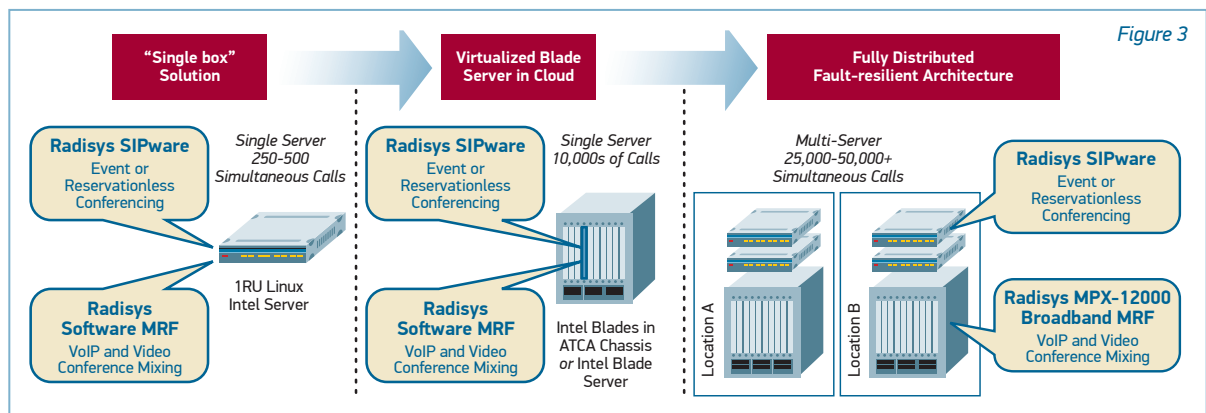 Figure 3
“Single box”
Solution
Virtualized Blade
Server in Cloud
Fully Distributed
Fault-resilient Architecture
Radisys SIPware
Event or
Reservationless
Conferencing
Single Server
250-500
Simultaneous Calls
Radisys
Software MRF
VoIP and Video
Conference Mixing
1RU Linux
Intel Server
Radisys SIPware
Event or
Reservationless
Conferencing
Single Server
10,000s of Calls
Radisys
Software MRF
VoIP and Video
Conference Mixing
Intel Blades in
ATCA Chassis
or Intel Blade
Server
Multi-Server
25,000-50,000+
Simultaneous Calls
Location A
Location B
Radisys SIPware
Event or
Reservationless
Conferencing
Radisys MPX-12000
Broadband MRF
VoIP and Video
Conference Mixing